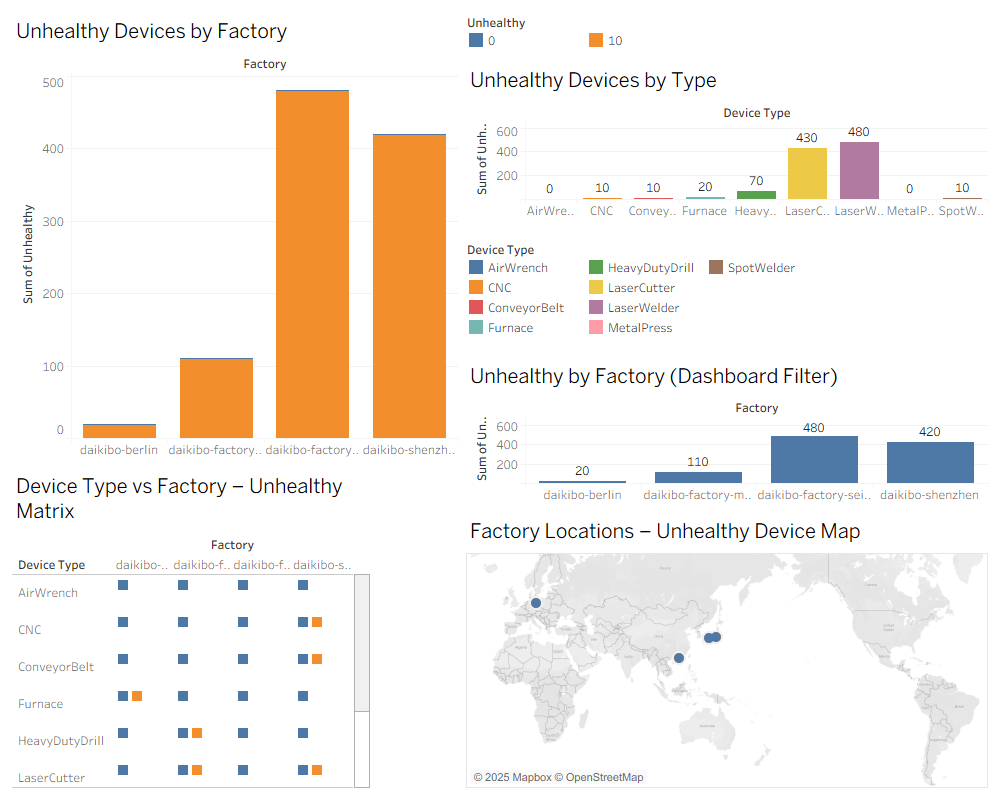 Unhealthy Devices by Factory
Factory
500
400
300
200
100
0
Sum of Unhealthy
daikibo-berlin
daikibo-factory..
daikibo-factory..
daikibo-shenzh..
Device Type vs Factory – Unhealthy
Matrix
Factory
Device Type
daikibo-..
daikibo-f..
daikibo-f..
daikibo-s..
AirWrench
CNC
ConveyorBelt
Furnace
HeavyDutyDrill
LaserCutter
Unhealthy
0
10
Unhealthy Devices by Type
Device Type
Sum of Unh..
600
400
200
0
10
10
20
70
430
480
0
10
AirWre..
CNC
Convey..
Furnace
Heavy..
LaserC..
LaserW..
MetalP..
SpotW..
Device Type
AirWrench
CNC
ConveyorBelt
Furnace
HeavyDutyDrill
LaserCutter
LaserWelder
MetalPress
SpotWelder
Unhealthy by Factory (Dashboard Filter)
Factory
Sum of Un..
600
400
200
20
110
480
420
daikibo-berlin
daikibo-factory-m..
daikibo-factory-sei..
daikibo-shenzhen
Factory Locations – Unhealthy Device Map
© 2025 Mapbox © OpenStreetMap